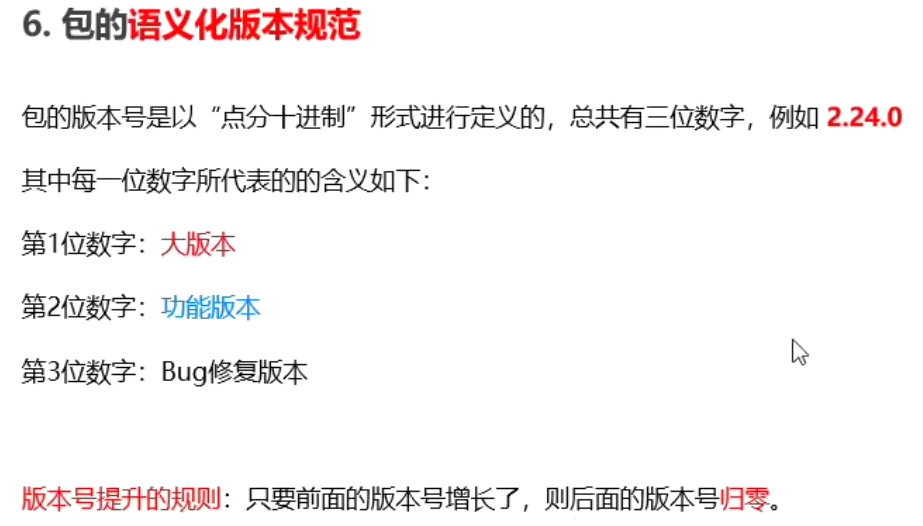 6. 包的语义化版本规范
包的版本号是以“点分十进制”形式进行定义的，总共有三位数字，例如 2.24.0
其中每一位数字所代表的的含义如下：
第1位数字：大版本
第2位数字：功能版本
第3位数字：Bug修复版本
版本号提升的规则：只要前面的版本号增长了，则后面的版本号归零。